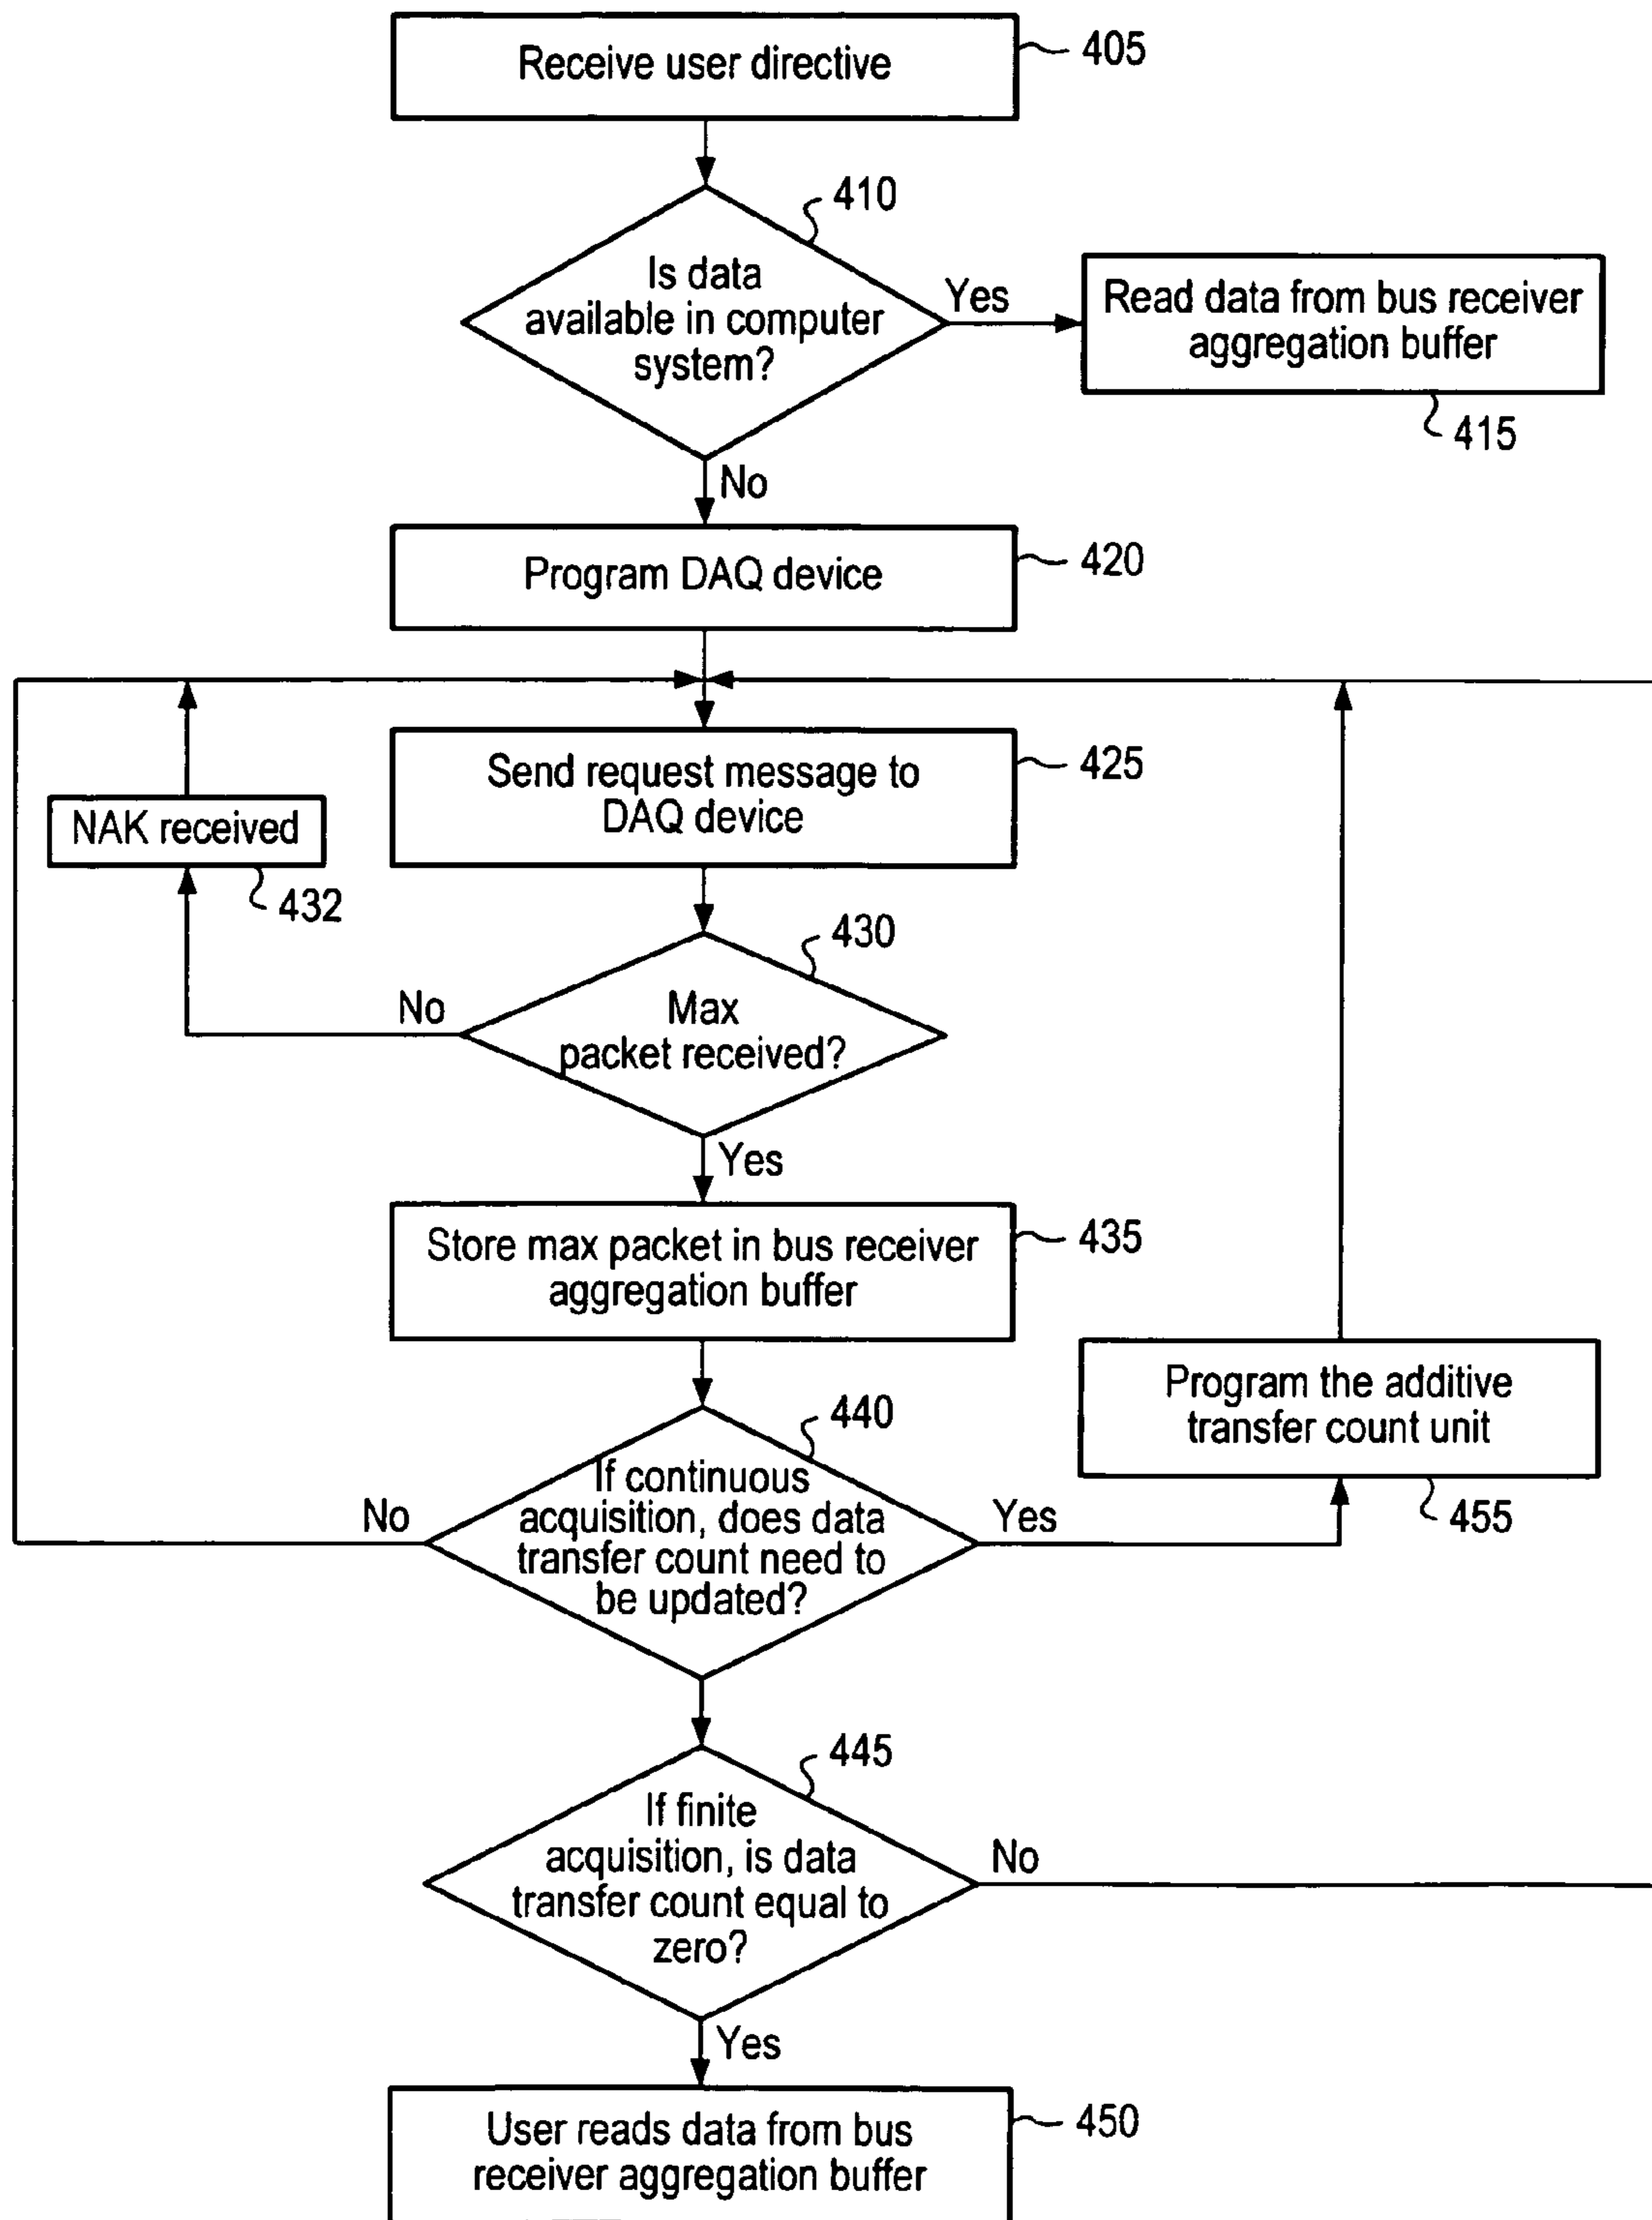 Receive user directive
405
410
Is data
available in computer
system?
Yes
Read data from bus receiver
aggregation buffer
415
No
Program DAQ device
420
Send request message to
DAQ device
425
NAK received
432
430
No
Max
packet received?
Yes
Store max packet in bus receiver
aggregation buffer
435
Program the additive
transfer count unit
455
440
No
If continuous
acquisition, does data
transfer count need to
be updated?
Yes
445
If finite
acquisition, is data
transfer count equal to
zero?
No
Yes
User reads data from bus
receiver aggregation buffer
450